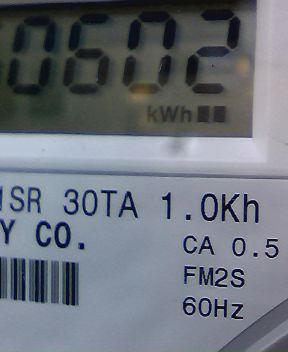 0602
kWh
1SR 30TA 1.0Kh
Y CO.
CA 0.5
FM2S
60Hz